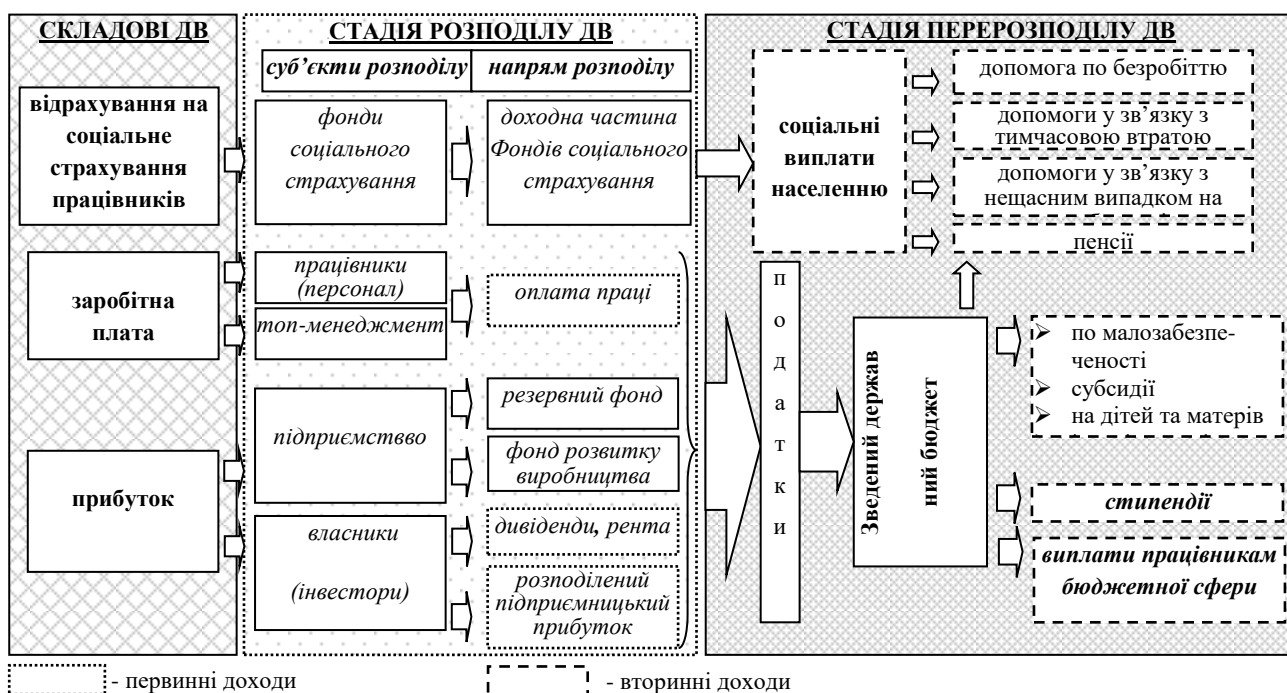 СКЛАДОВІ ДВ
відрахування на
соціальне
страхування
працівників
заробітна
плата
прибуток
СТАДІЯ РОЗПОДІЛУ ДВ
суб’єкти розподілу
напрям розподілу
фонди
соціального
страхування
доходна частина
Фондів соціального
страхування
працівники
(персонал)
топ-менеджмент
оплата праці
підприємствво
резервний фонд
фонд розвитку
виробництва
власники
(інвестори)
дивіденди, рента
розподілений
підприємницький
прибуток
СТАДІЯ ПЕРЕРОЗПОДІЛУ ДВ
соціальні
виплати
населенню
допомога по безробіттю
допомоги у зв’язку з
тимчасовою втратою
допомоги у зв’язку з
нещасним випадком на
пенсії
податки
Зведений держав
ний бюджет
по малозабезпе-
ченості
субсидії
на дітей та матерів
стипендії
виплати працівникам
бюджетної сфери
- первинні доходи
- вторинні доходи